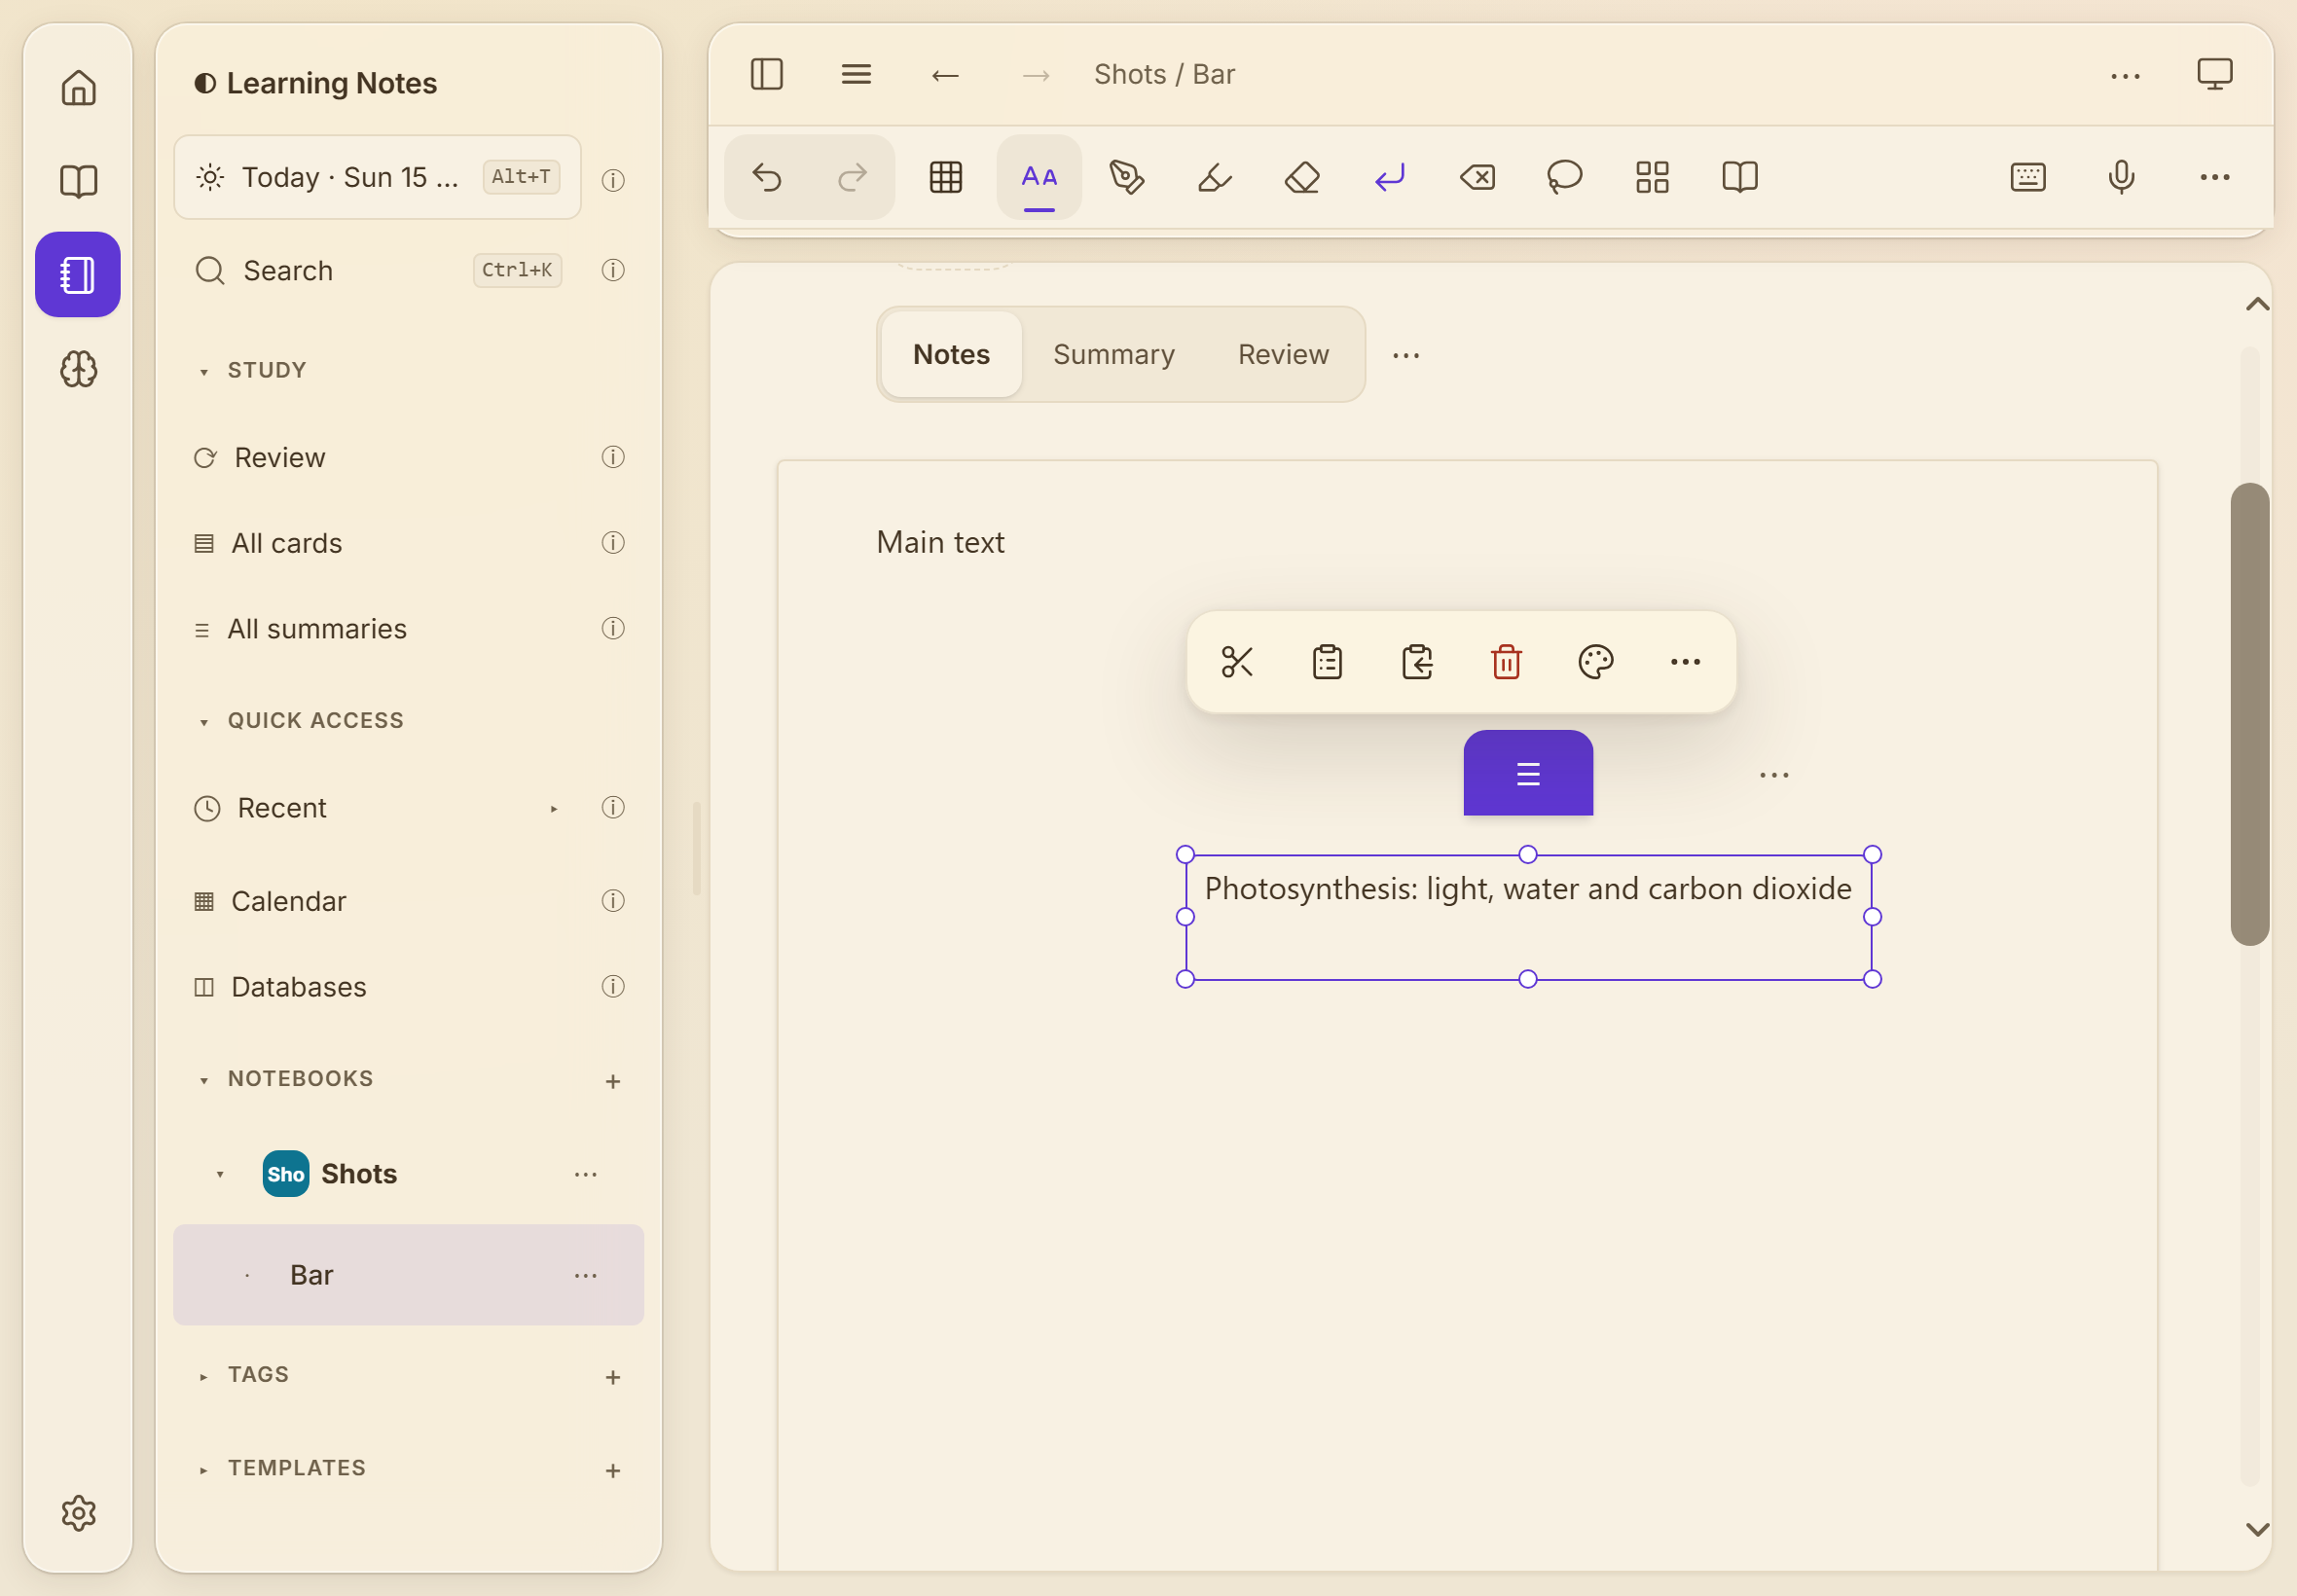 Learning Notes
Today · Sun 15 ... Alt+T
Search Ctrl+K
STUDY
Review
All cards
All summaries
QUICK ACCESS
Recent
Calendar
Databases
NOTEBOOKS +
Sho Shots ...
Bar ...
TAGS +
TEMPLATES +
Shots / Bar
AA
Notes Summary Review ...
Main text
Photosynthesis: light, water and carbon dioxide